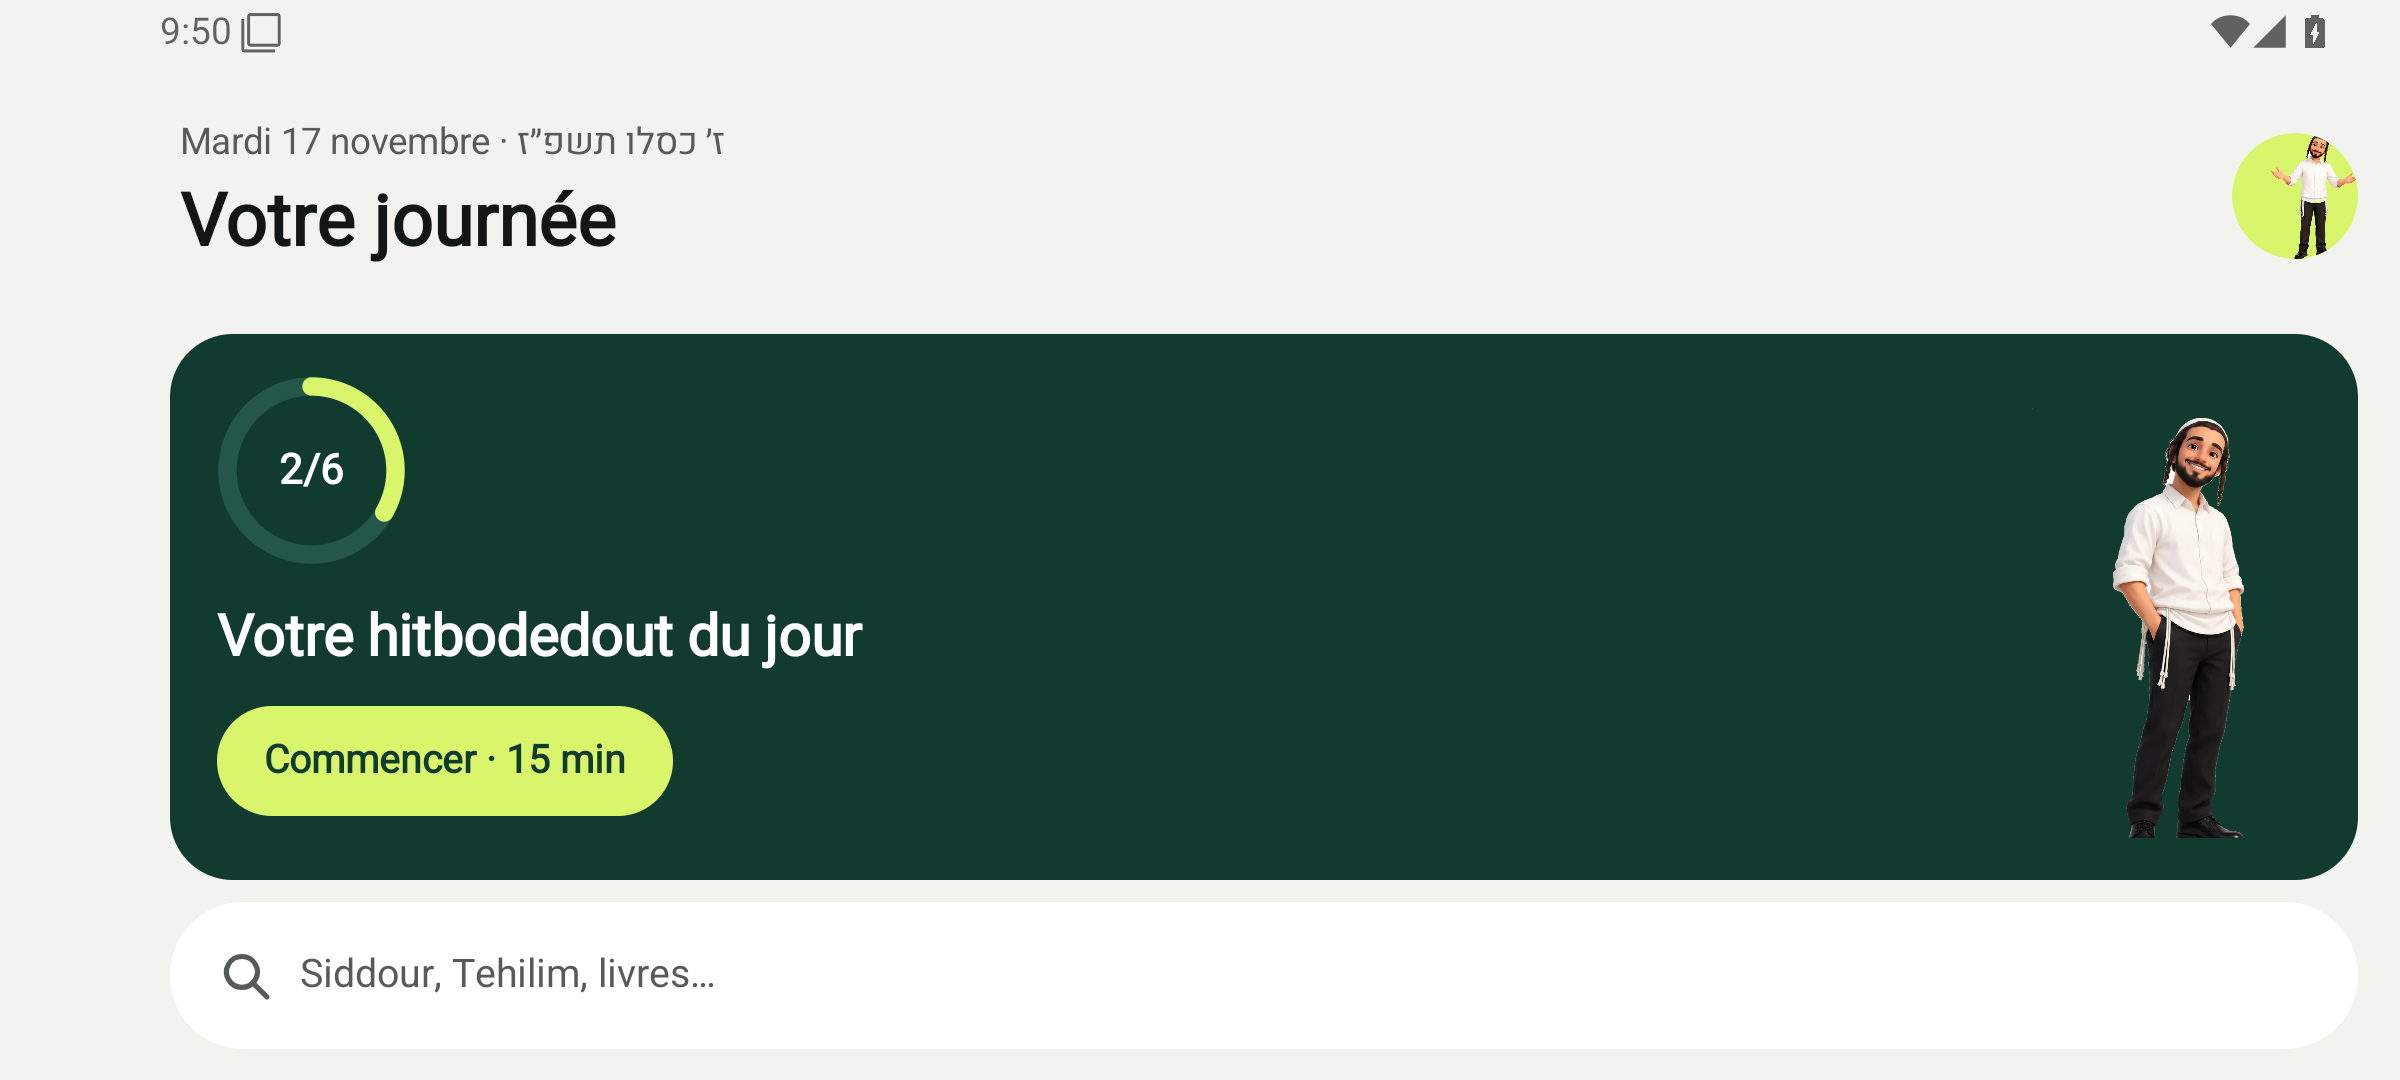 9:50
Mardi 17 novembre · ז׳ כסלו תשפ״ז
Votre journée
2/6
Votre hitbodedout du jour
Commencer · 15 min
Siddour, Tehilim, livres…